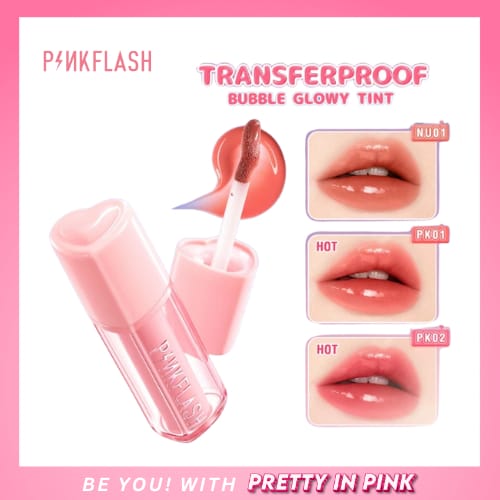 PINKFLASH
TRANSFERPROOF
BUBBLE GLOWY TINT
NU01
HOT
PK01
HOT
PK02
PINKFLASH
BE YOU! WITH PRETTY IN PINK